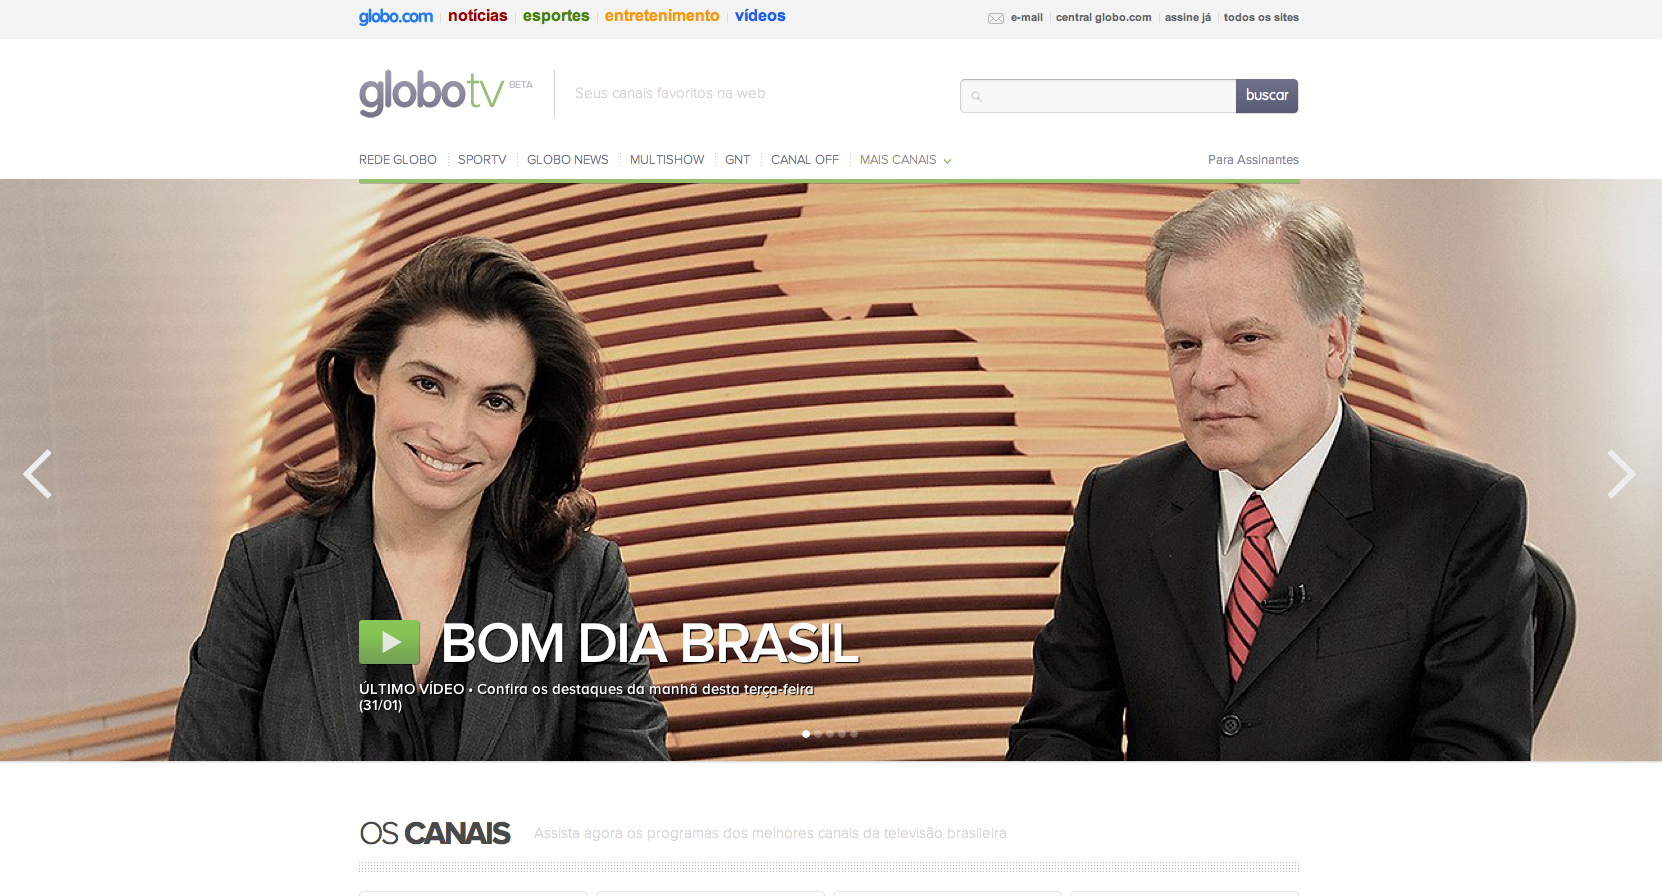 globo.com notícias esportes entretenimento vídeos
e-mail central globo.com assine já todos os sites
globotv BETA
Seus canais favoritos na web
buscar
REDE GLOBO SPORTV GLOBO NEWS MULTISHOW GNT CANAL OFF MAIS CANAIS Para Assinantes
BOM DIA BRASIL
ÚLTIMO VÍDEO • Confira os destaques da manhã desta terça-feira
(31/01)
OS CANAIS Assista agora os programas dos melhores canais da televisão brasileira